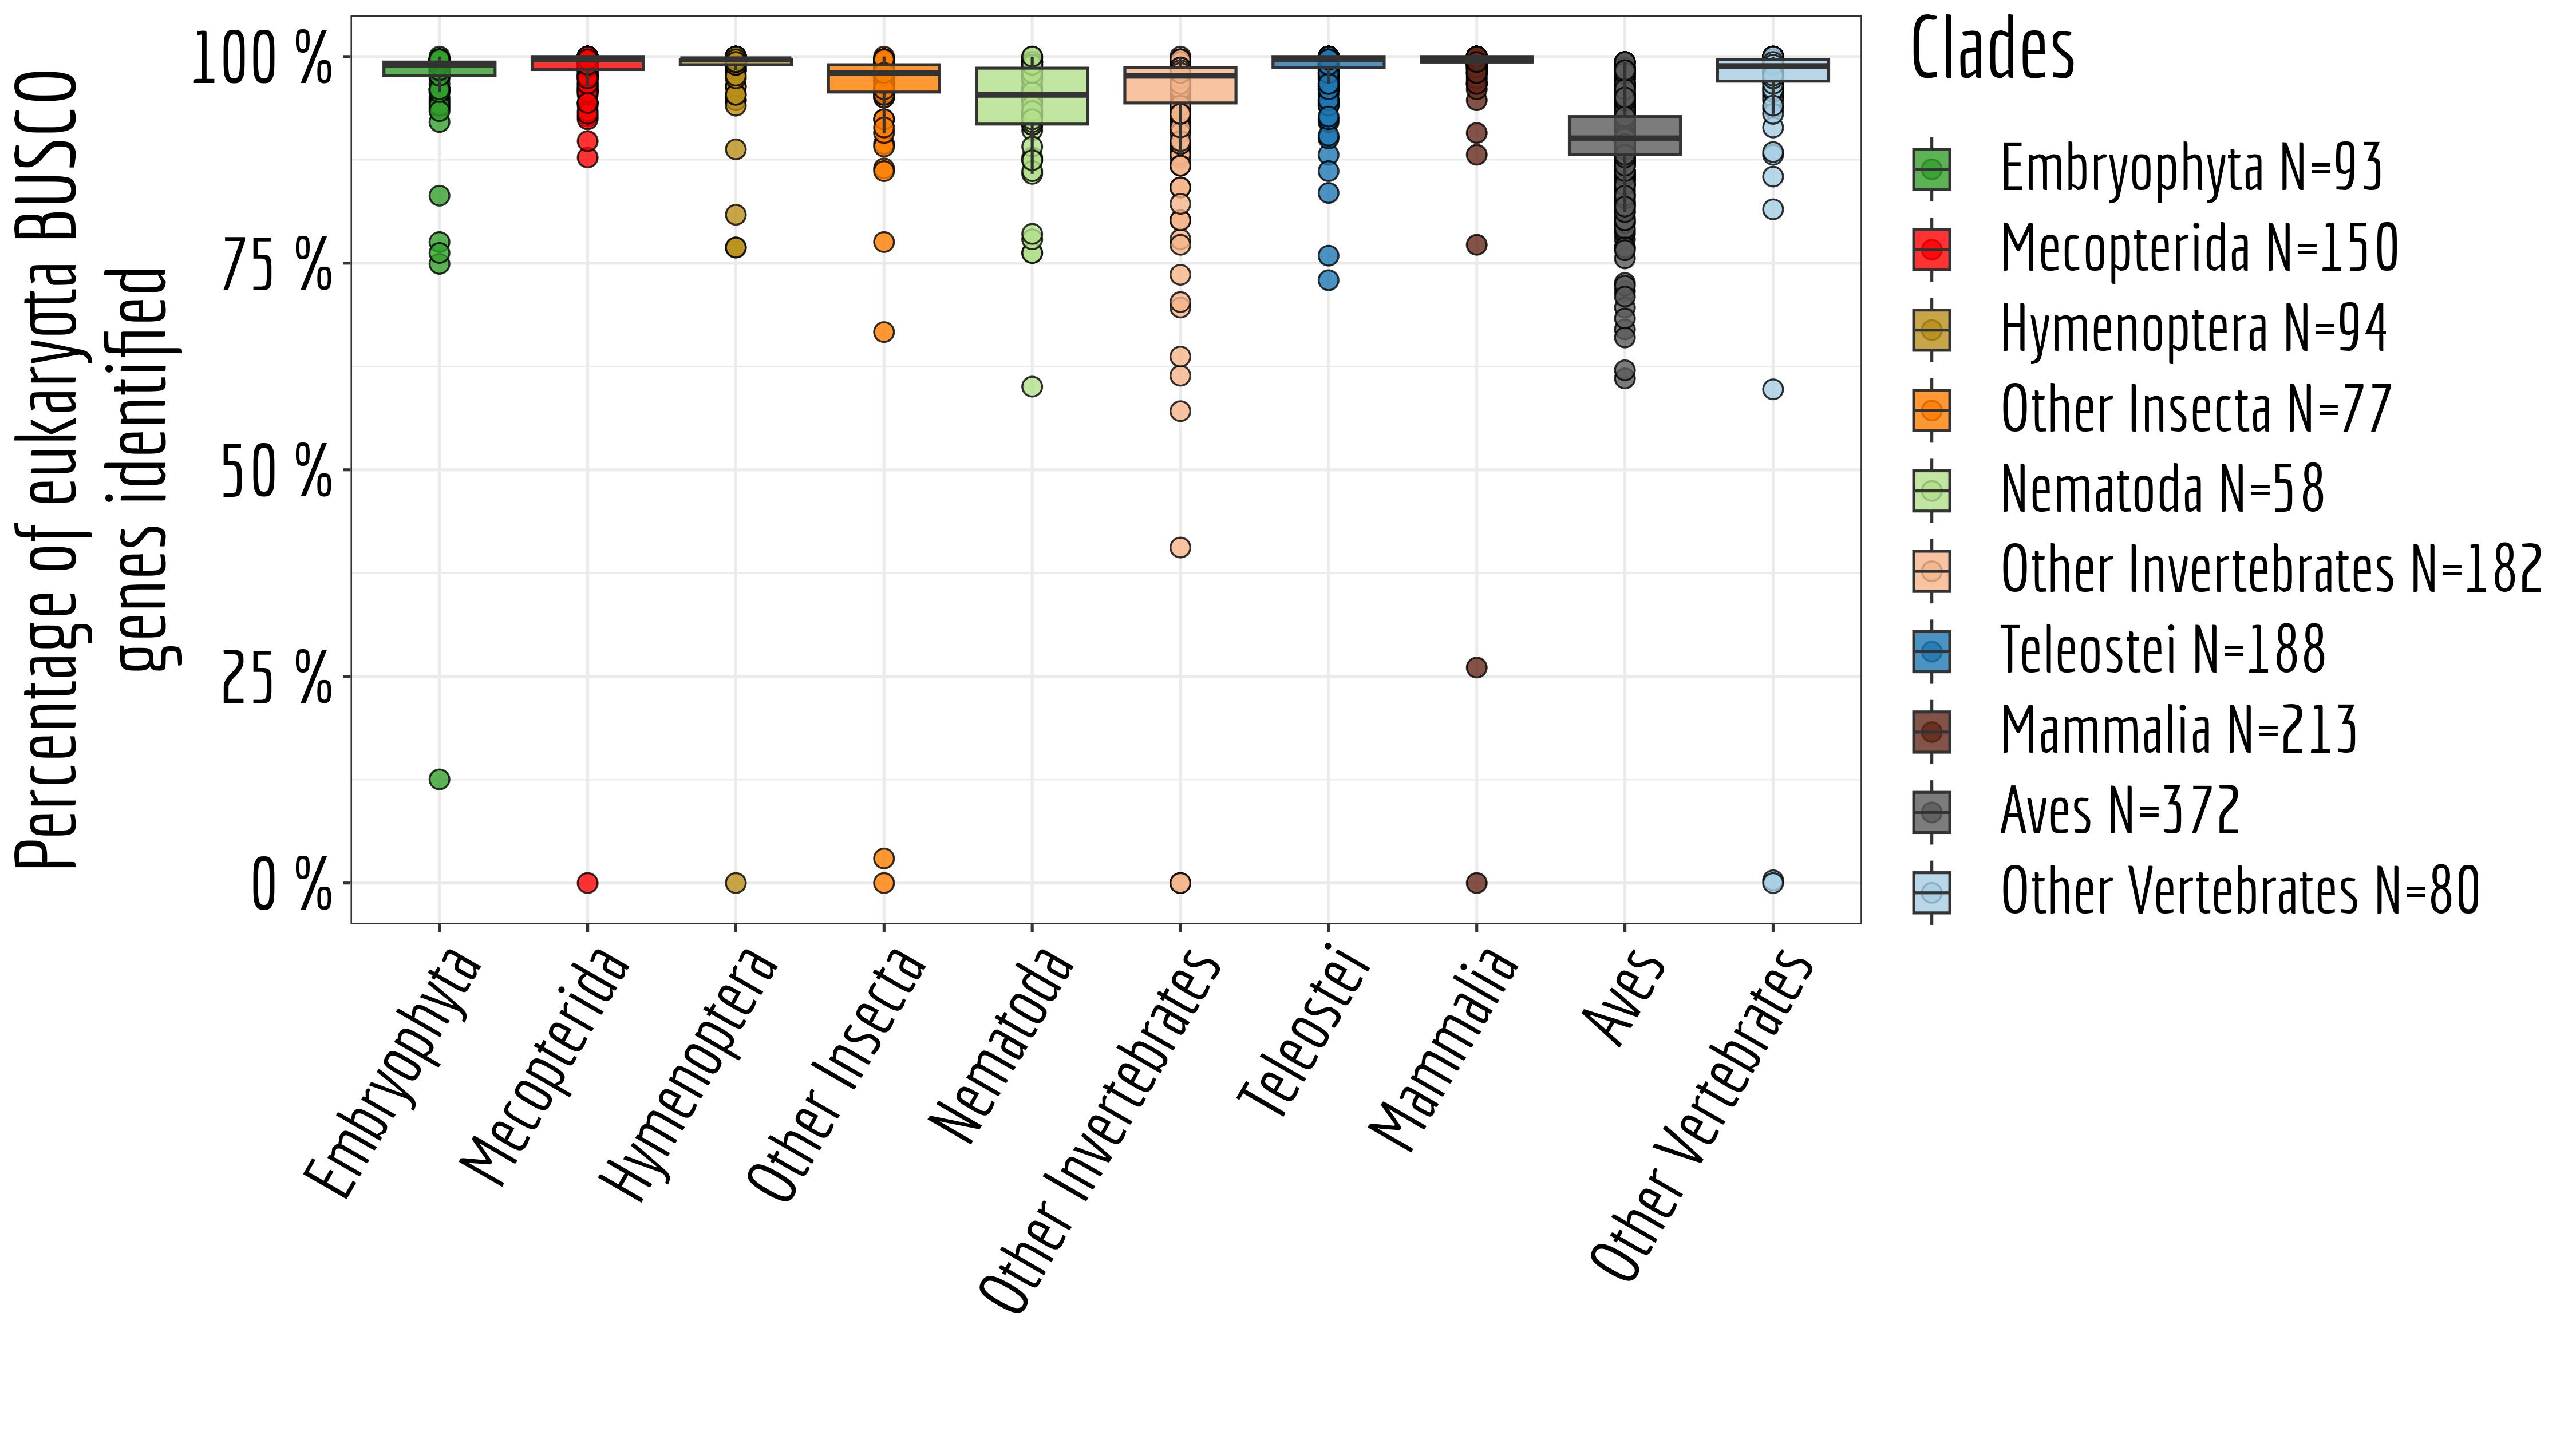 Percentage of eukaryota BUSCO
genes identified
100 %
75 %
50 %
25 %
0 %
Embryophyta
Mecopterida
Hymenoptera
Other Insecta
Nematoda
Other Invertebrates
Teleostei
Mammalia
Aves
Other Vertebrates
Clades
Embryophyta N=93
Mecopterida N=150
Hymenoptera N=94
Other Insecta N=77
Nematoda N=58
Other Invertebrates N=182
Teleostei N=188
Mammalia N=213
Aves N=372
Other Vertebrates N=80